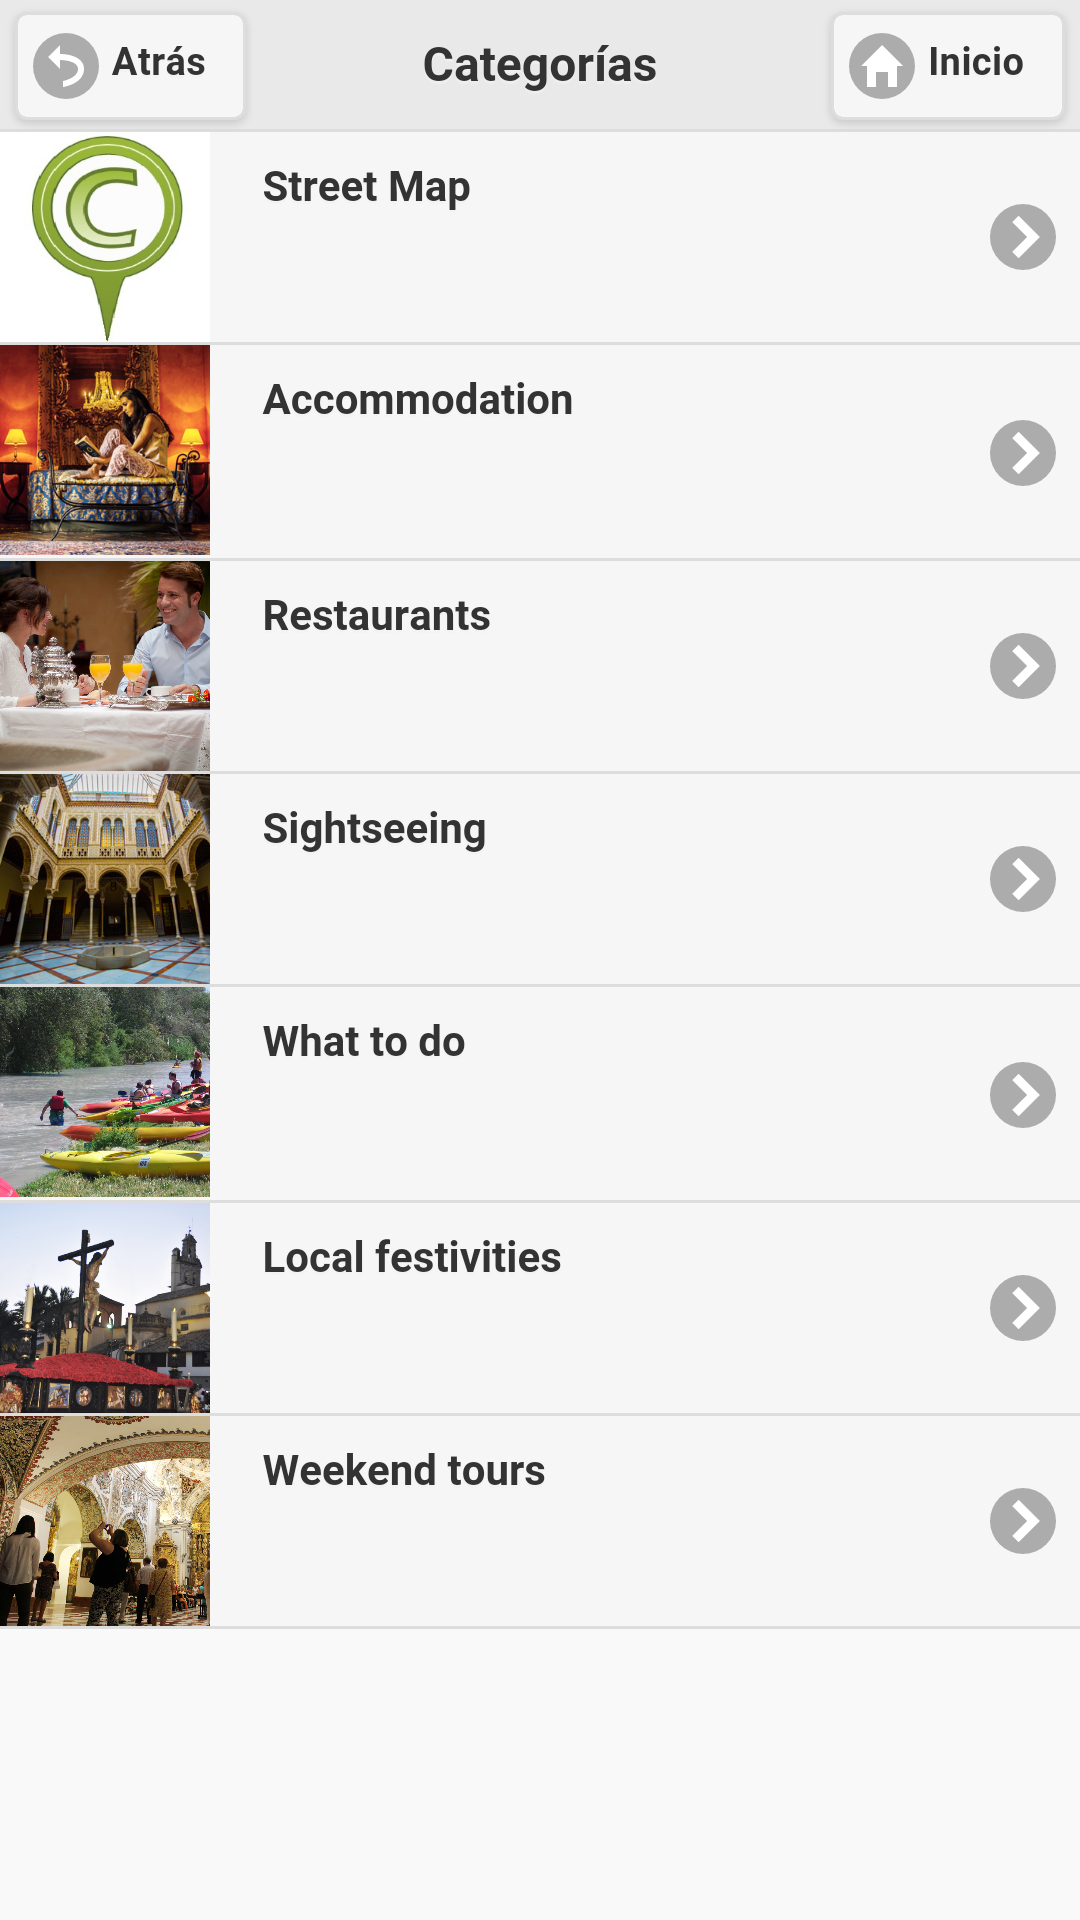 Atrás
Categorías
Inicio
C
Street Map
Accommodation
Restaurants
Sightseeing
What to do
Local festivities
Weekend tours